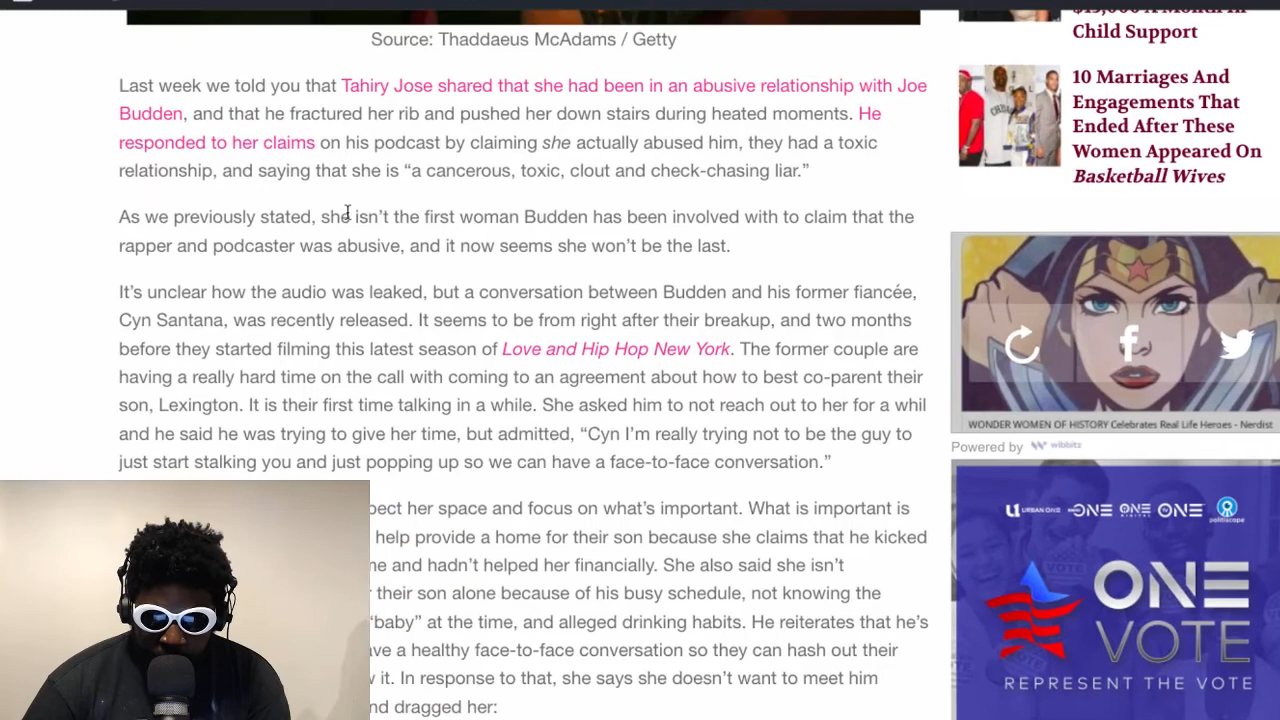 Source: Thaddaeus McAdams / Getty
Last week we told you that Tahiry Jose shared that she had been in an abusive relationship with Joe
Budden, and that he fractured her rib and pushed her down stairs during heated moments. He
responded to her claims on his podcast by claiming she actually abused him, they had a toxic
relationship, and saying that she is “a cancerous, toxic, clout and check-chasing liar.”
As we previously stated, she isn’t the first woman Budden has been involved with to claim that the
rapper and podcaster was abusive, and it now seems she won’t be the last.
It’s unclear how the audio was leaked, but a conversation between Budden and his former fiancée,
Cyn Santana, was recently released. It seems to be from right after their breakup, and two months
before they started filming this latest season of Love and Hip Hop New York. The former couple are
having a really hard time on the call with coming to an agreement about how to best co-parent their
son, Lexington. It is their first time talking in a while. She asked him to not reach out to her for a whil
and he said he was trying to give her time, but admitted, “Cyn I’m really trying not to be the guy to
just start stalking you and just popping up so we can have a face-to-face conversation.”
pect her space and focus on what’s important. What is important is
help provide a home for their son because she claims that he kicked
me and hadn’t helped her financially. She also said she isn’t
their son alone because of his busy schedule, not knowing the
“baby” at the time, and alleged drinking habits. He reiterates that he’s
ave a healthy face-to-face conversation so they can hash out their
it. In response to that, she says she doesn’t want to meet him
nd dragged her:
$15,000 A Month In
Child Support
10 Marriages And
Engagements That
Ended After These
Women Appeared On
Basketball Wives
WONDER WOMEN OF HISTORY Celebrates Real Life Heroes - Nerdist
Powered by wibbitz
URBAN ONE ONE ONE ONE politiscope
ONE
VOTE
REPRESENT THE VOTE